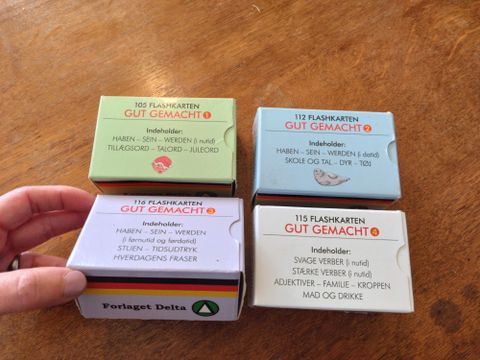 105 FLASHKARTEN
GUT GEMACHT 1
Indeholder:
HABEN – SEIN – WERDEN (i nutid)
TILLÆGSORD – TALORD – JULEORD
112 FLASHKARTEN
GUT GEMACHT 2
Indeholder:
HABEN – SEIN – WERDEN (i datid)
SKOLE OG TAL – DYR – TØJ
116 FLASHKARTEN
GUT GEMACHT 3
Indeholder:
HABEN – SEIN – WERDEN
(i førnutid og førdatid)
STUEN – TIDSUDTRYK
HVERDAGENS FRASER
Forlaget Delta
115 FLASHKARTEN
GUT GEMACHT 4
Indeholder:
SVAGE VERBER (i nutid)
STÆRKE VERBER (i nutid)
ADJEKTIVER – FAMILIE – KROPPEN
MAD OG DRIKKE